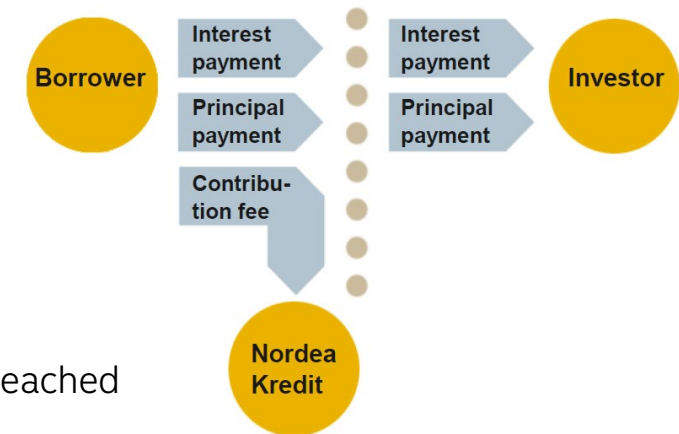 Borrower
Interest
payment
Principal
payment
Contribu-
tion fee
Interest
payment
Principal
payment
Investor
Nordea
Kredit
eached